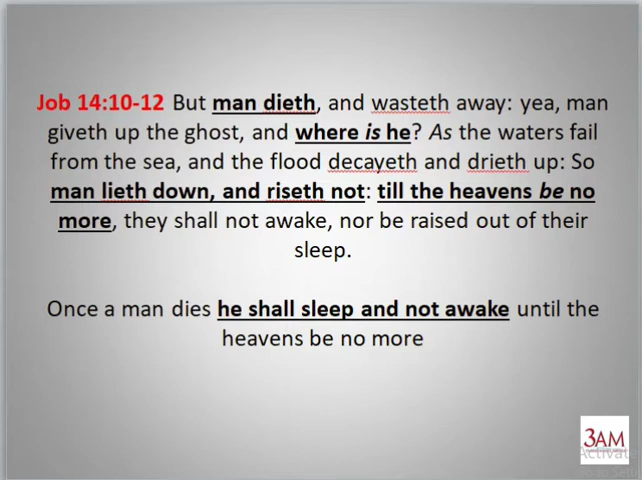 Job 14:10-12 But man dieth, and wasteth away: yea, man
giveth up the ghost, and where is he? As the waters fail
from the sea, and the flood decayeth and drieth up: So
man lieth down, and riseth not: till the heavens be no
more, they shall not awake, nor be raised out of their
sleep.
Once a man dies he shall sleep and not awake until the
heavens be no more
3AM
Activate